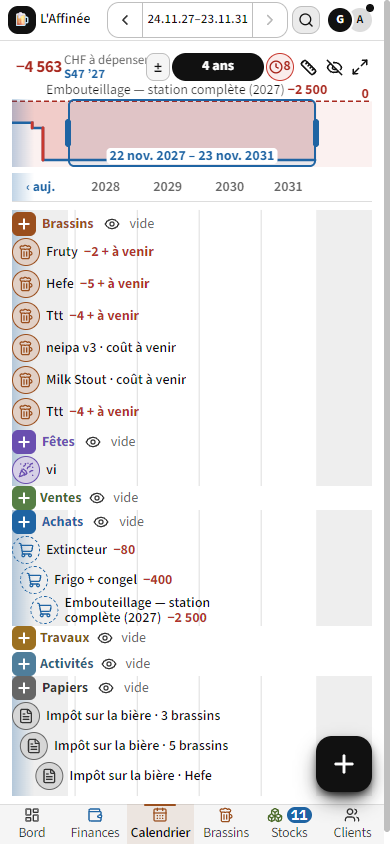 L'Affinée
24.11.27–23.11.31
G
A
−4 563
CHF à dépenser
S47 '27
±
4 ans
8
Embouteillage — station complète (2027) −2 500
0
22 nov. 2027 – 23 nov. 2031
‹ auj.
2028
2029
2030
2031
Brassins vide
Fruty −2 + à venir
Hefe −5 + à venir
Ttt −4 + à venir
neipa v3 · coût à venir
Milk Stout · coût à venir
Ttt −4 + à venir
Fêtes vide
vi
Ventes vide
Achats vide
Extincteur −80
Frigo + congel −400
Embouteillage — station
complète (2027) −2 500
Travaux vide
Activités vide
Papiers vide
Impôt sur la bière · 3 brassins
Impôt sur la bière · 5 brassins
Impôt sur la bière · Hefe
Bord
Finances
Calendrier
Brassins
11
Stocks
Clients